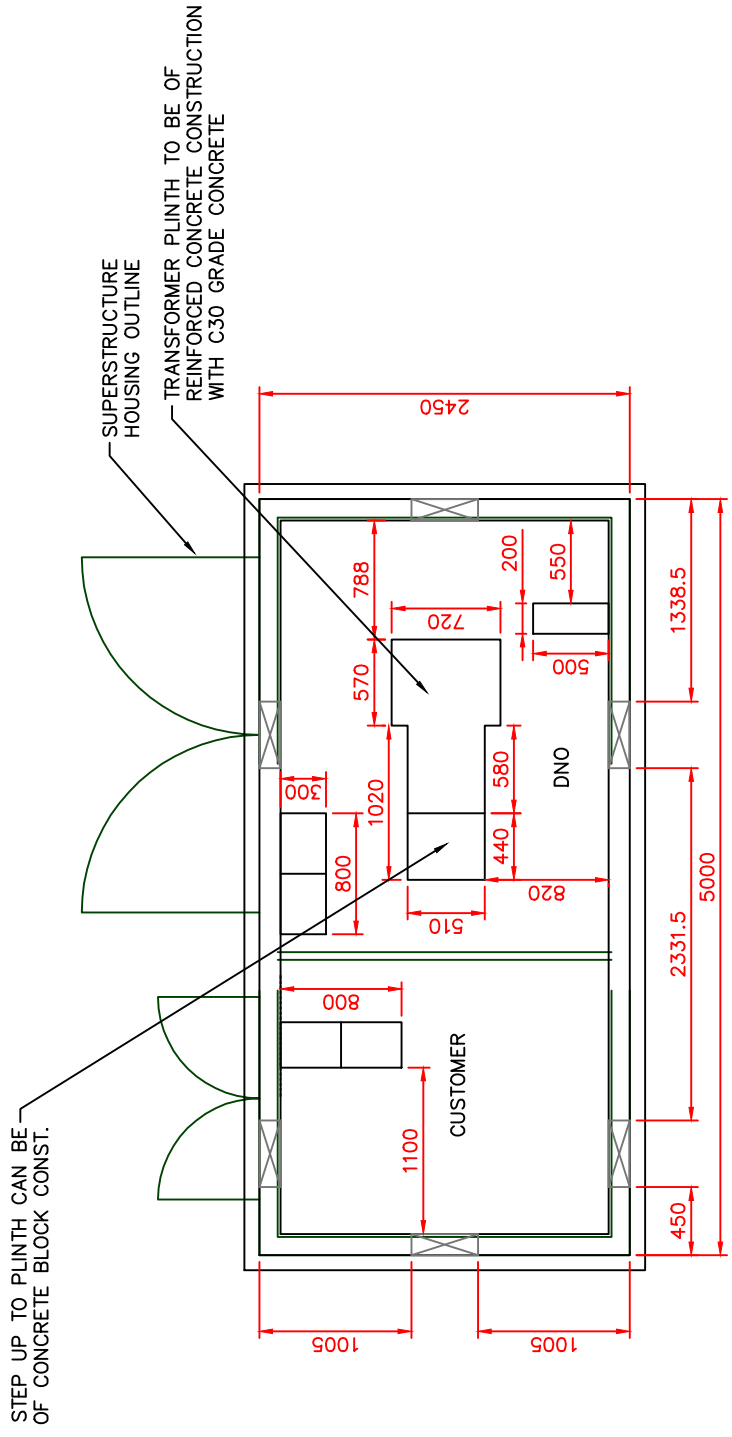 STEP UP TO PLINTH CAN BE
OF CONCRETE BLOCK CONST.
SUPERSTRUCTURE
HOUSING OUTLINE
TRANSFORMER PLINTH TO BE OF
REINFORCED CONCRETE CONSTRUCTION
WITH C30 GRADE CONCRETE
2450
788
200
550
720
570
500
1338.5
300
1020
580
DNO
800
440
510
820
2331.5
5000
800
CUSTOMER
1100
450
1005
1005